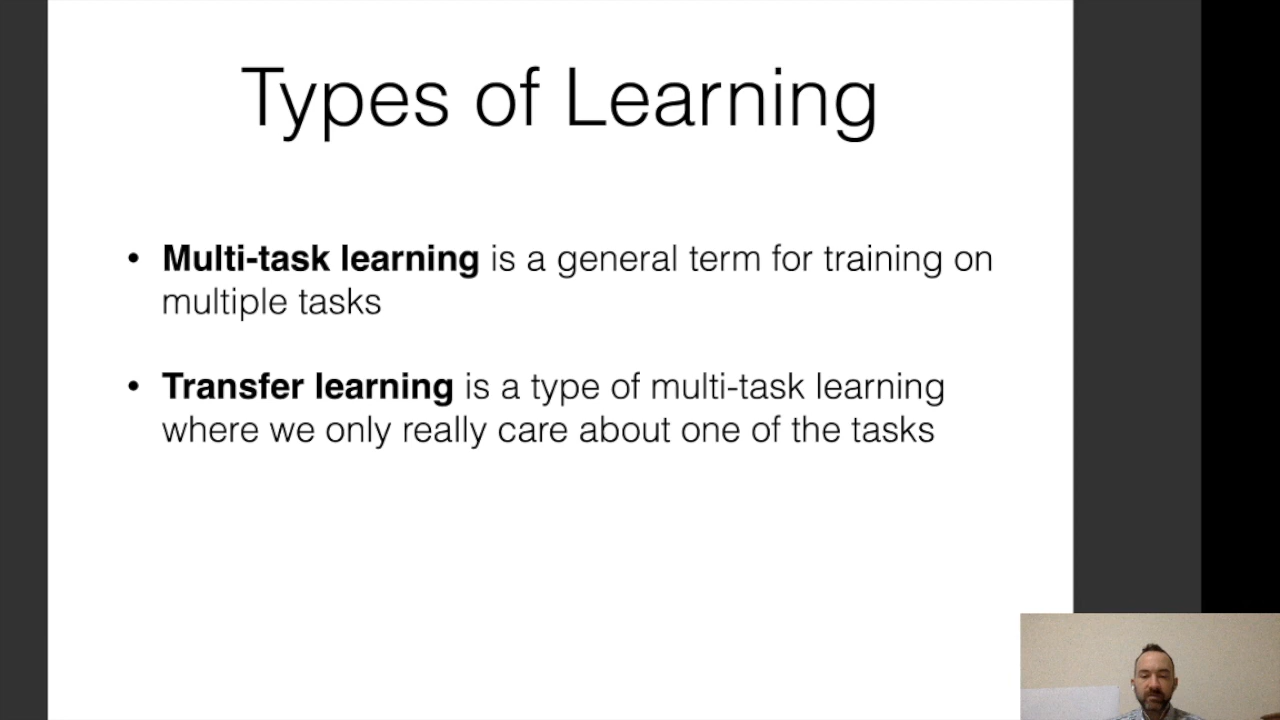 Types of Learning
• Multi-task learning is a general term for training on
multiple tasks
• Transfer learning is a type of multi-task learning
where we only really care about one of the tasks